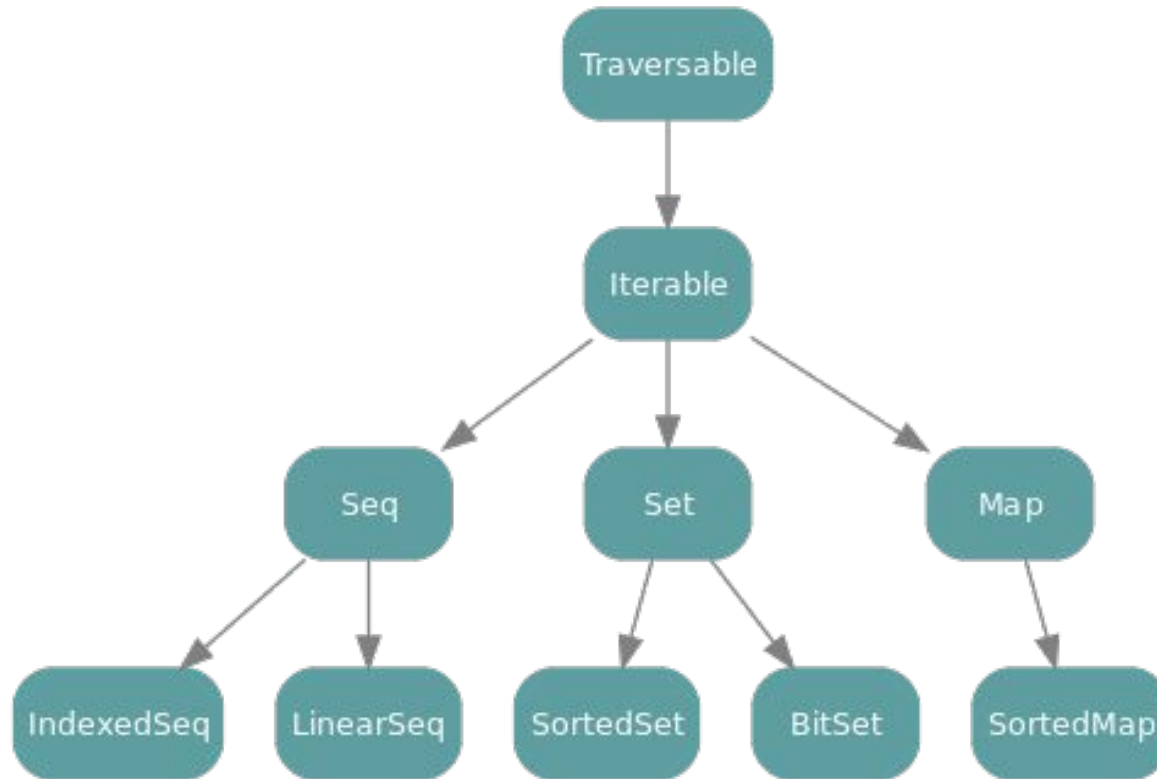 Traversable
Iterable
Seq
Set
Map
IndexedSeq
LinearSeq
SortedSet
BitSet
SortedMap